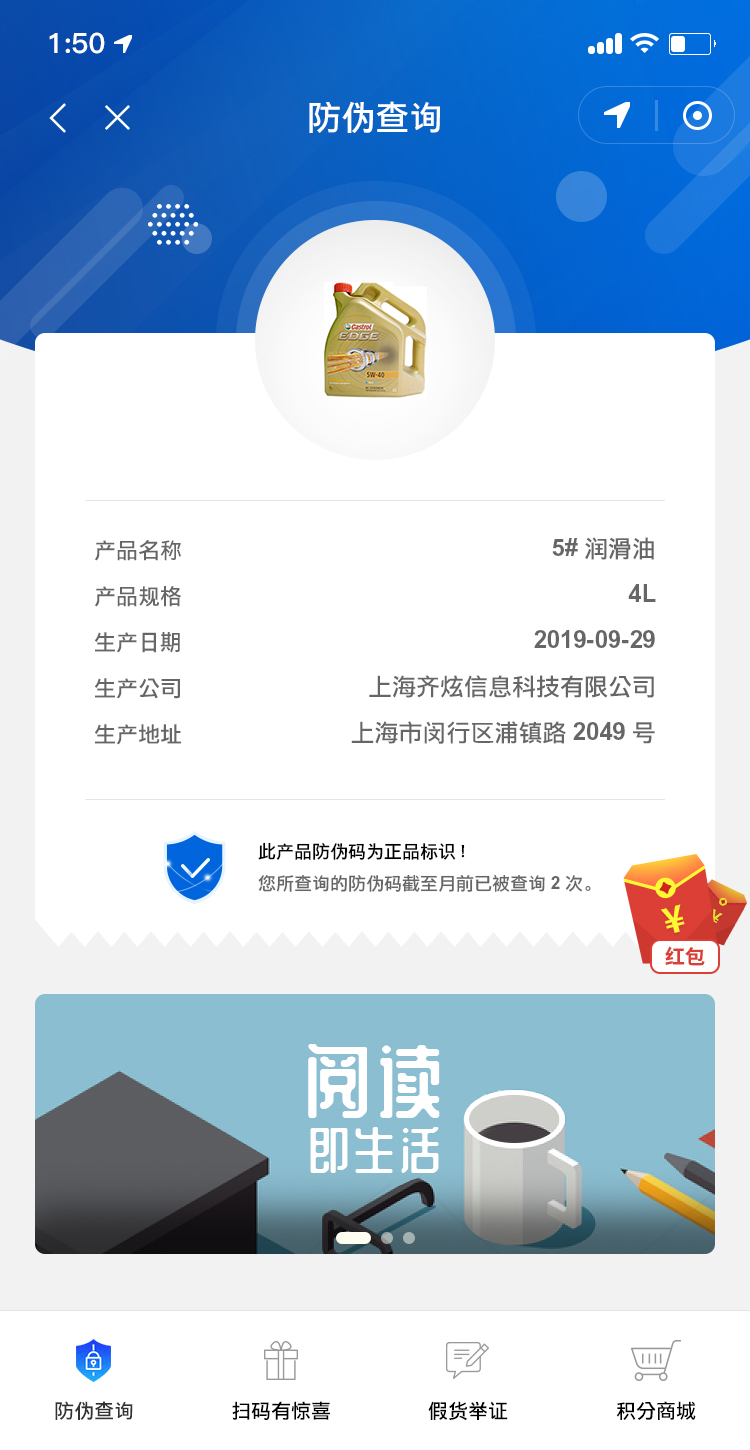 1:50
防伪查询
Castrol
EDGE
5W-40
产品名称 5# 润滑油
产品规格 4L
生产日期 2019-09-29
生产公司 上海齐炫信息科技有限公司
生产地址 上海市闵行区浦镇路 2049 号
此产品防伪码为正品标识！
您所查询的防伪码截至月前已被查询 2 次。
¥
¥
红包
阅读
即生活
防伪查询 扫码有惊喜 假货举证 积分商城